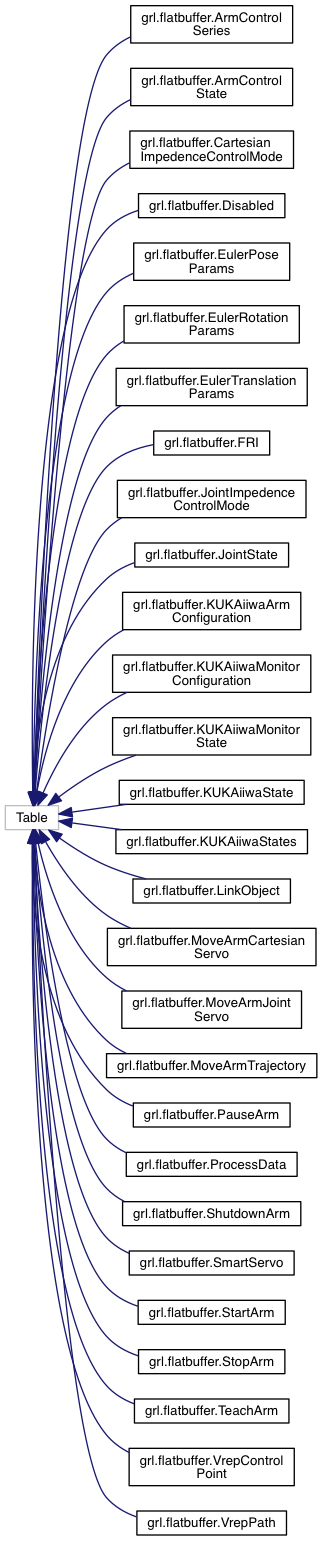 grl.flatbuffer.ArmControl
Series
grl.flatbuffer.ArmControl
State
grl.flatbuffer.Cartesian
ImpedenceControlMode
grl.flatbuffer.Disabled
grl.flatbuffer.EulerPose
Params
grl.flatbuffer.EulerRotation
Params
grl.flatbuffer.EulerTranslation
Params
grl.flatbuffer.FRI
grl.flatbuffer.JointImpedence
ControlMode
grl.flatbuffer.JointState
grl.flatbuffer.KUKAiiwaArm
Configuration
grl.flatbuffer.KUKAiiwaMonitor
Configuration
grl.flatbuffer.KUKAiiwaMonitor
State
grl.flatbuffer.KUKAiiwaState
Table
grl.flatbuffer.KUKAiiwaStates
grl.flatbuffer.LinkObject
grl.flatbuffer.MoveArmCartesian
Servo
grl.flatbuffer.MoveArmJoint
Servo
grl.flatbuffer.MoveArmTrajectory
grl.flatbuffer.PauseArm
grl.flatbuffer.ProcessData
grl.flatbuffer.ShutdownArm
grl.flatbuffer.SmartServo
grl.flatbuffer.StartArm
grl.flatbuffer.StopArm
grl.flatbuffer.TeachArm
grl.flatbuffer.VrepControl
Point
grl.flatbuffer.VrepPath